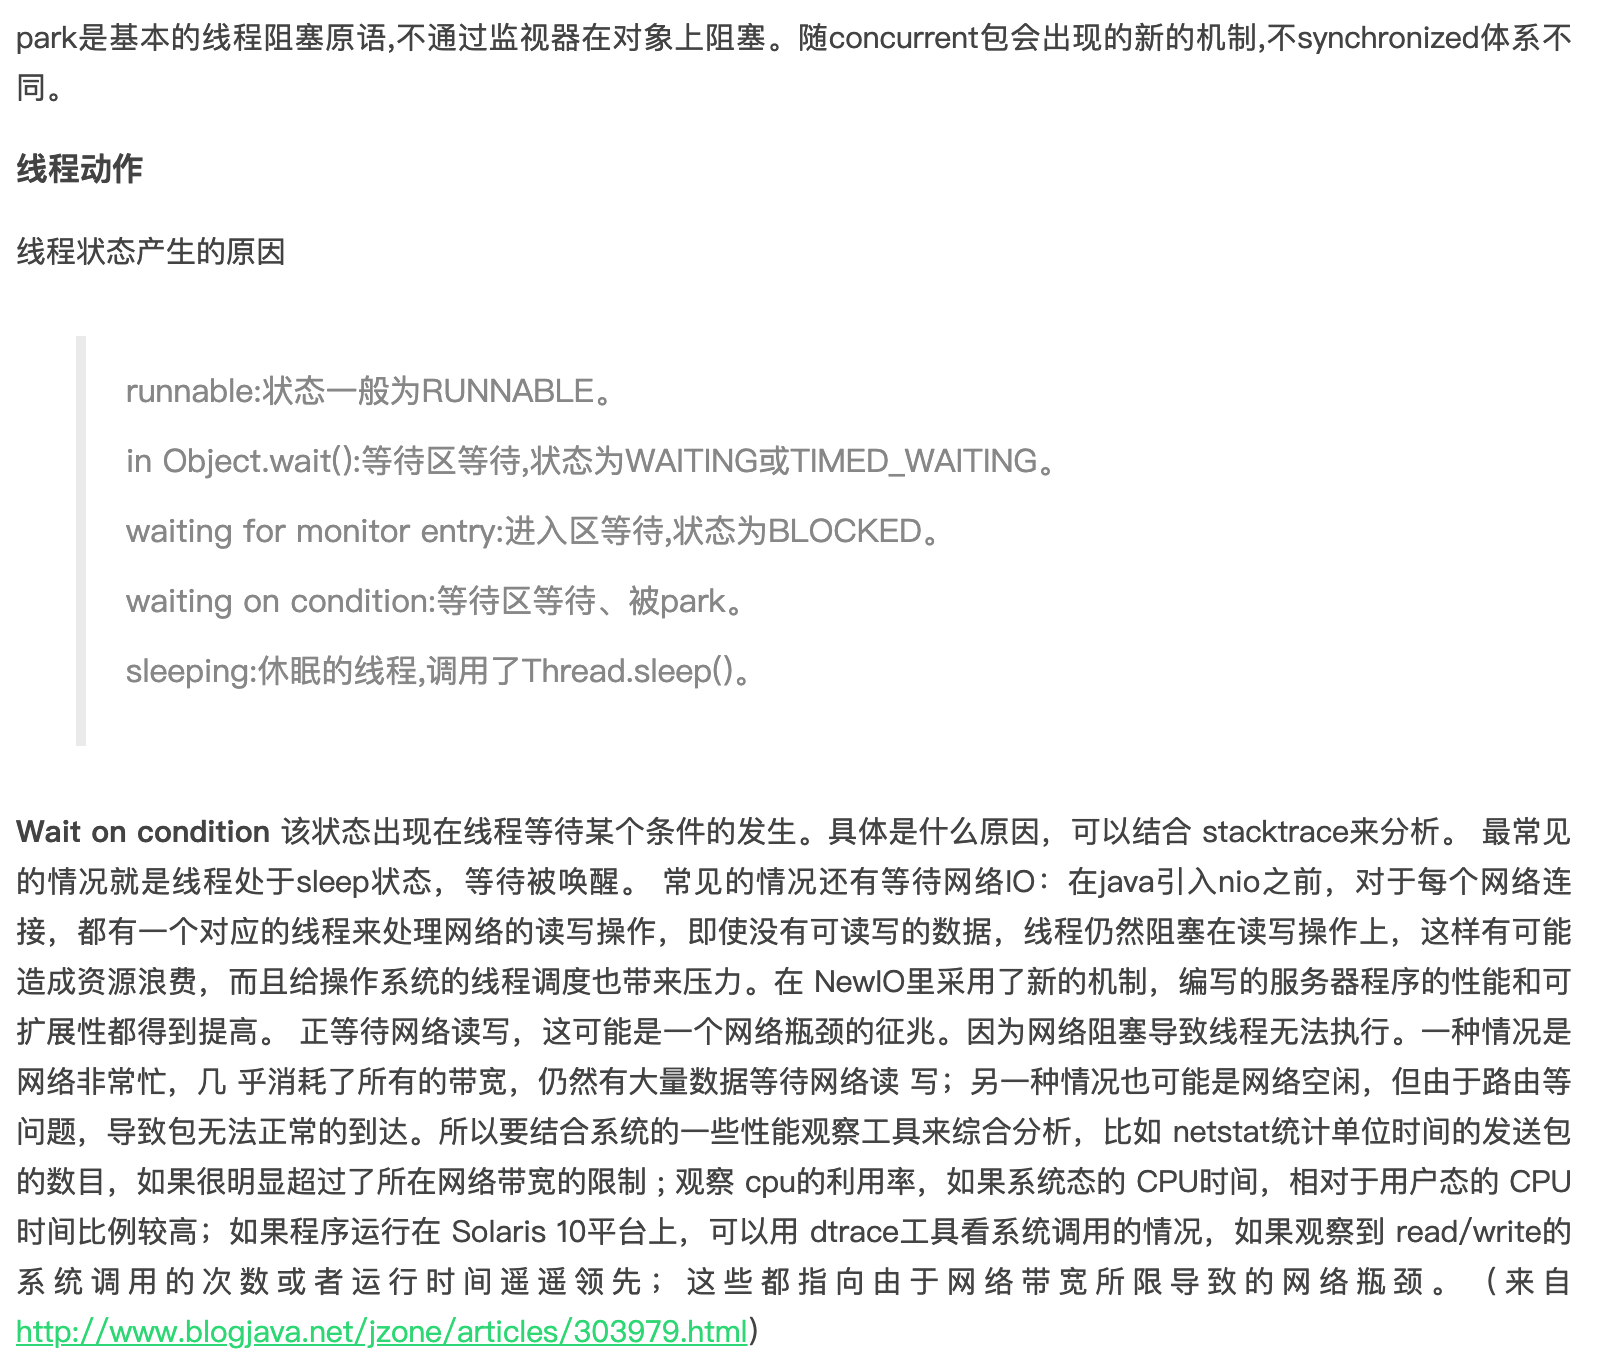 park是基本的线程阻塞原语,不通过监视器在对象上阻塞。随concurrent包会出现的新的机制,不synchronized体系不
同。
线程动作
线程状态产生的原因
runnable:状态一般为RUNNABLE。
in Object.wait():等待区等待,状态为WAITING或TIMED_WAITING。
waiting for monitor entry:进入区等待,状态为BLOCKED。
waiting on condition:等待区等待、被park。
sleeping:休眠的线程,调用了Thread.sleep()。
Wait on condition 该状态出现在线程等待某个条件的发生。具体是什么原因，可以结合 stacktrace来分析。 最常见
的情况就是线程处于sleep状态，等待被唤醒。 常见的情况还有等待网络IO：在java引入nio之前，对于每个网络连
接，都有一个对应的线程来处理网络的读写操作，即使没有可读写的数据，线程仍然阻塞在读写操作上，这样有可能
造成资源浪费，而且给操作系统的线程调度也带来压力。在 NewIO里采用了新的机制，编写的服务器程序的性能和可
扩展性都得到提高。 正等待网络读写，这可能是一个网络瓶颈的征兆。因为网络阻塞导致线程无法执行。一种情况是
网络非常忙，几 乎消耗了所有的带宽，仍然有大量数据等待网络读 写；另一种情况也可能是网络空闲，但由于路由等
问题，导致包无法正常的到达。所以要结合系统的一些性能观察工具来综合分析，比如 netstat统计单位时间的发送包
的数目，如果很明显超过了所在网络带宽的限制 ; 观察 cpu的利用率，如果系统态的 CPU时间，相对于用户态的 CPU
时间比例较高；如果程序运行在 Solaris 10平台上，可以用 dtrace工具看系统调用的情况，如果观察到 read/write的
系统调用的次数或者运行时间遥遥领先；这些都指向由于网络带宽所限导致的网络瓶颈。（来自
http://www.blogjava.net/jzone/articles/303979.html)